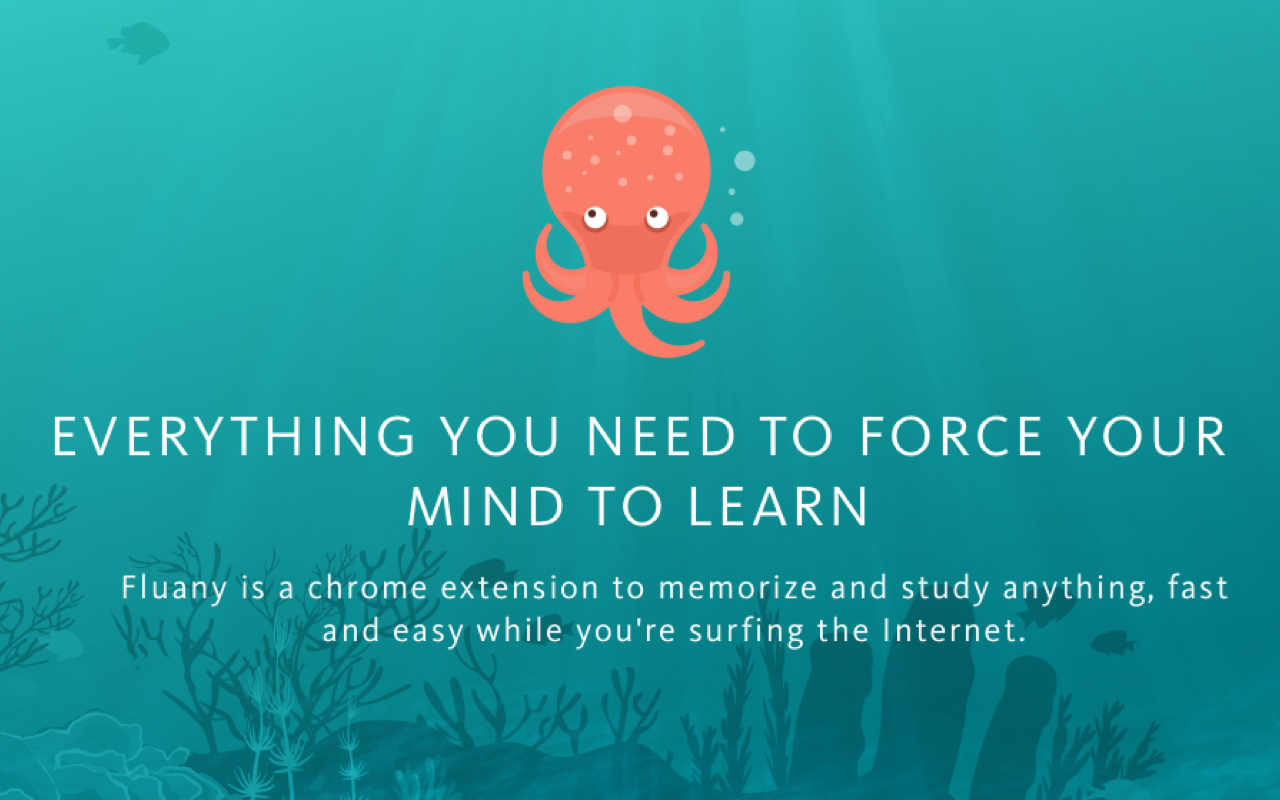 EVERYTHING YOU NEED TO FORCE YOUR
MIND TO LEARN
Fluany is a chrome extension to memorize and study anything, fast
and easy while you're surfing the Internet.